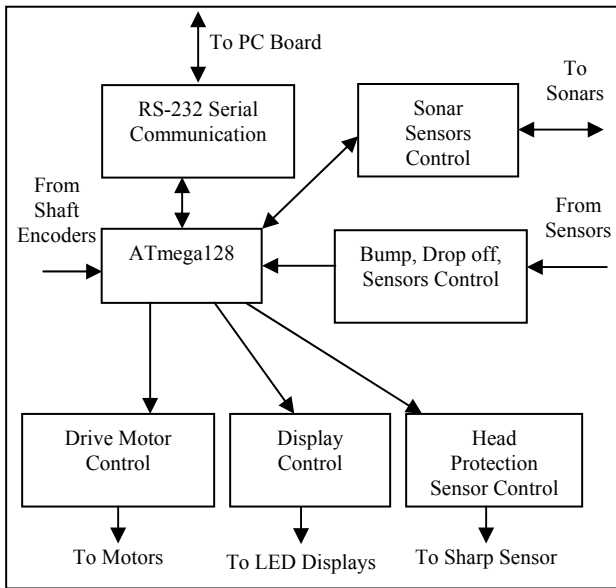 To PC Board
RS-232 Serial
Communication
Sonar
Sensors
Control
To
Sonars
From
Shaft
Encoders
ATmega128
Bump, Drop off,
Sensors Control
From
Sensors
Drive Motor
Control
Display
Control
Head
Protection
Sensor Control
To Motors
To LED Displays
To Sharp Sensor